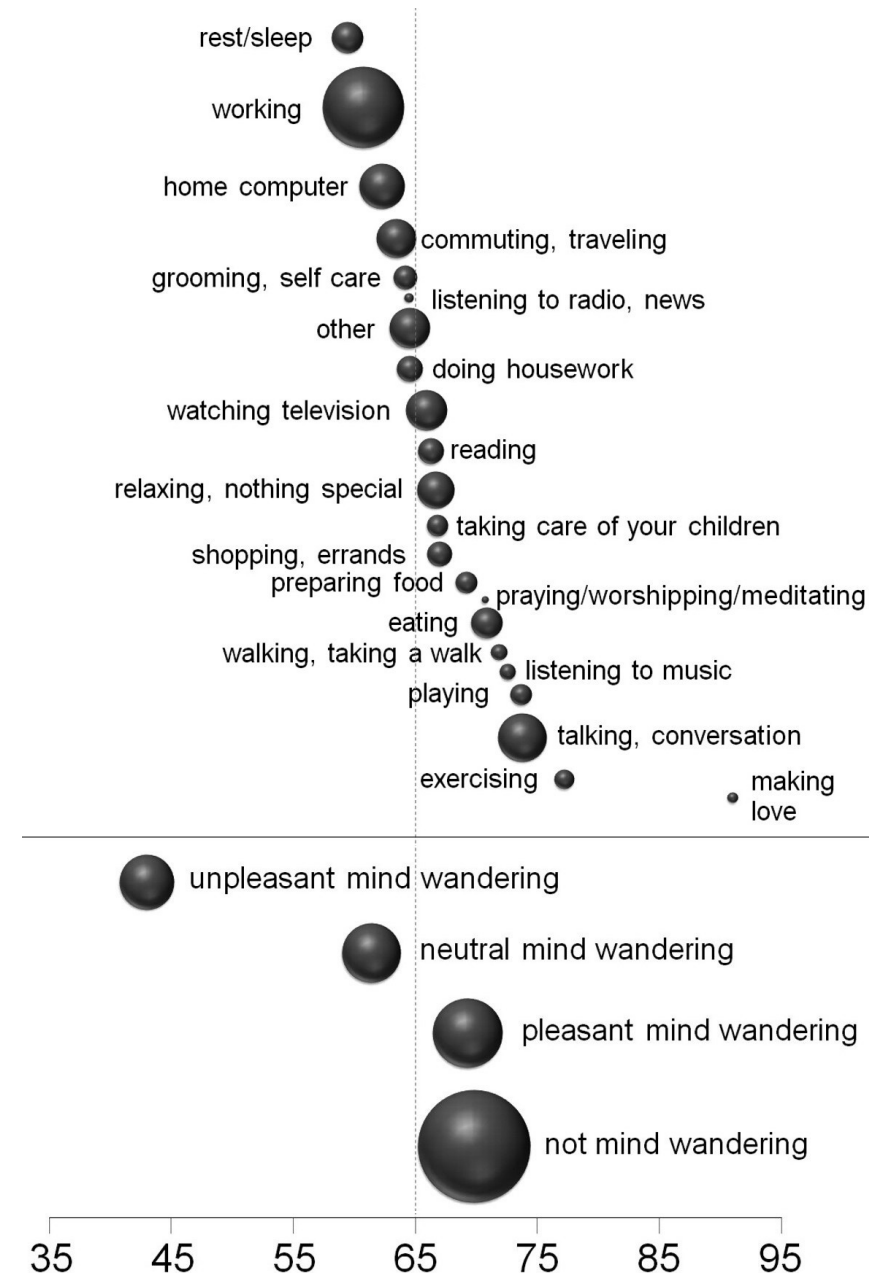 rest/sleep
working
home computer
commuting, traveling
grooming, self care
listening to radio, news
other
doing housework
watching television
reading
relaxing, nothing special
taking care of your children
shopping, errands
preparing food
praying/worshipping/meditating
eating
walking, taking a walk
listening to music
playing
talking, conversation
exercising
making
love
unpleasant mind wandering
neutral mind wandering
pleasant mind wandering
not mind wandering
35 45 55 65 75 85 95